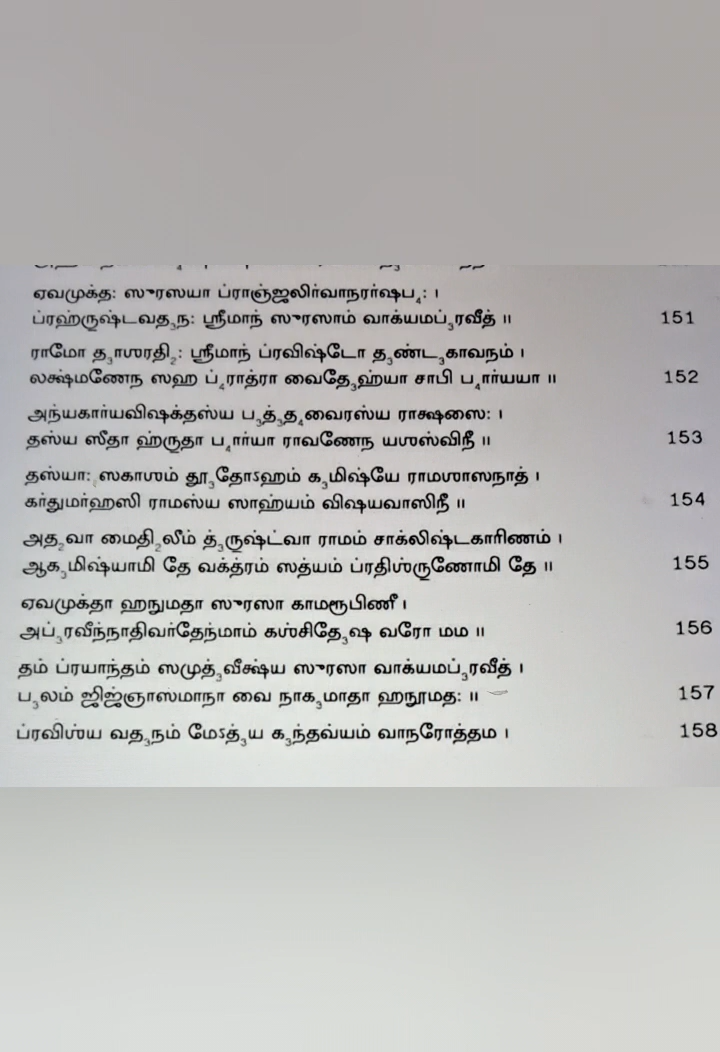 ஏவமுக்த: ஸுரஸயா ப்ராஞ்ஜலிர்வாநரர்ஷப₄: ।
ப்ரஹ்ருஷ்டவத₃ந: ஸ்ரீமாந் ஸுரஸாம் வாக்யமப்₃ரவீத் ॥ 151
ராமோ த₃ாஶரதி₂: ஸ்ரீமாந் ப்ரவிஷ்டோ த₃ண்ட₃காவநம் ।
லக்ஷ்மணேந ஸஹ ப்₄ராத்ரா வைதே₃ஹ்யா சாபி ப₄ார்யயா ॥ 152
அந்யகார்யவிஷக்தஸ்ய ப₃த்₃த₄வைரஸ்ய ராக்ஷஸை: ।
தஸ்ய ஸீதா ஹ்ருதா ப₄ார்யா ராவணேந யஶஸ்விநீ ॥ 153
தஸ்யா: ஸகாஶம் தூ₃தோऽஹம் க₃மிஷ்யே ராமஶாஸநாத் ।
கர்துமர்ஹஸி ராமஸ்ய ஸாஹ்யம் விஷயவாஸிநீ ॥ 154
அத₂வா மைதி₂லீம் த்₃ருஷ்ட்வா ராமம் சாக்லிஷ்டகாரிணம் ।
ஆக₃மிஷ்யாமி தே வக்த்ரம் ஸத்யம் ப்ரதிஶ்ருணோமி தே ॥ 155
ஏவமுக்தா ஹநுமதா ஸுரஸா காமரூபிணீ ।
அப்₃ரவீந்நாதிவர்தேந்மாம் கஶ்சிதே₃ஷ வரோ மம ॥ 156
தம் ப்ரயாந்தம் ஸமுத்₃வீக்ஷ்ய ஸுரஸா வாக்யமப்₃ரவீத் ।
ப₃லம் ஜிஜ்ஞாஸமாநா வை நாக₃மாதா ஹநூமத: ॥ 157
ப்ரவிஶ்ய வத₃நம் மேऽத்₃ய க₃ந்தவ்யம் வாநரோத்தம । 158